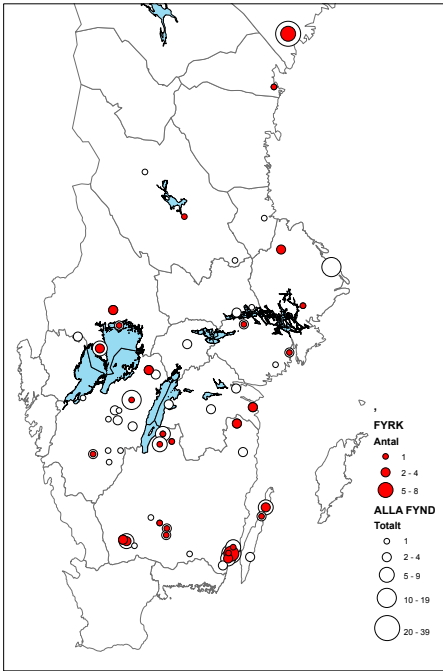 ,
FYRK
Antal
1
2 - 4
5 - 8
ALLA FYND
Totalt
1
2 - 4
5 - 9
10 - 19
20 - 39